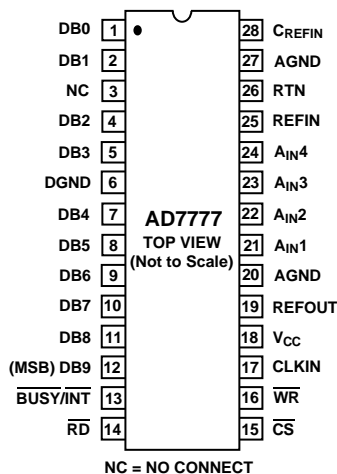 DB0 1 28 CREFIN
DB1 2 27 AGND
NC 3 26 RTN
DB2 4 25 REFIN
DB3 5 24 AIN4
DGND 6 23 AIN3
DB4 7 22 AIN2
AD7777
DB5 8 21 AIN1
TOP VIEW
(Not to Scale)
DB6 9 20 AGND
DB7 10 19 REFOUT
DB8 11 18 VCC
(MSB) DB9 12 17 CLKIN
BUSY/INT 13 16 WR
RD 14 15 CS
NC = NO CONNECT